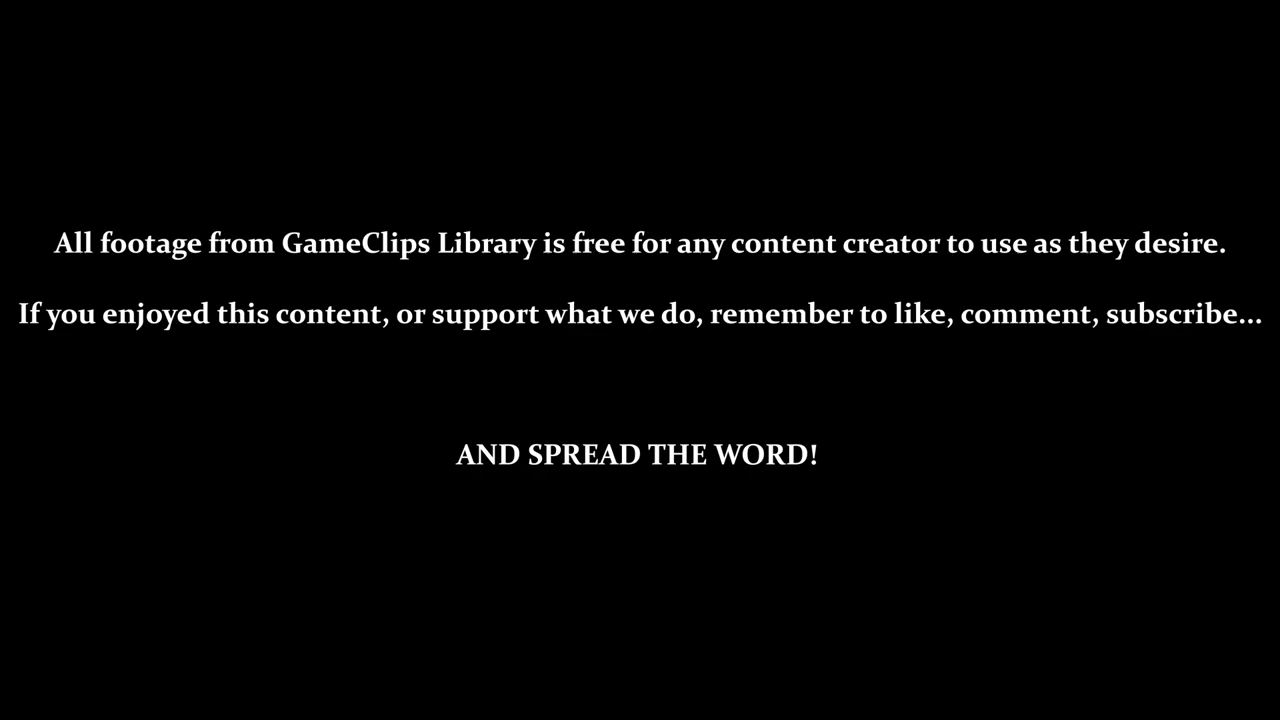 All footage from GameClips Library is free for any content creator to use as they desire.
If you enjoyed this content, or support what we do, remember to like, comment, subscribe...
AND SPREAD THE WORD!